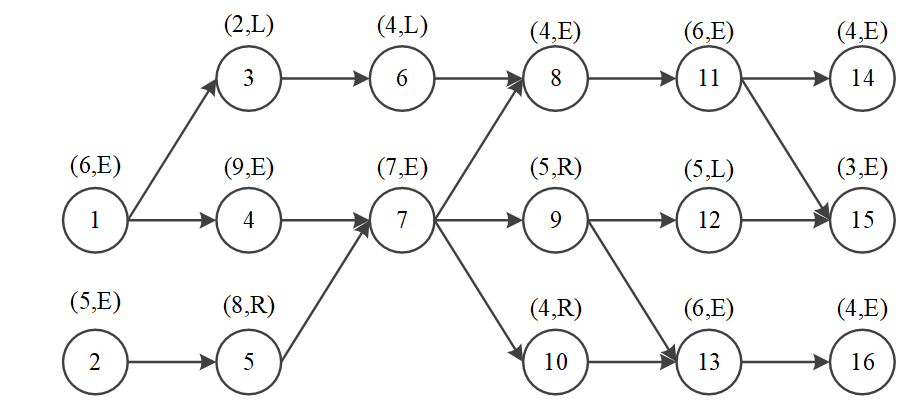 (2,L) (4,L) (4,E) (6,E) (4,E)
3 6 8 11 14
(6,E) (9,E) (7,E) (5,R) (5,L) (3,E)
1 4 7 9 12 15
(5,E) (8,R) (4,R) (6,E) (4,E)
2 5 10 13 16